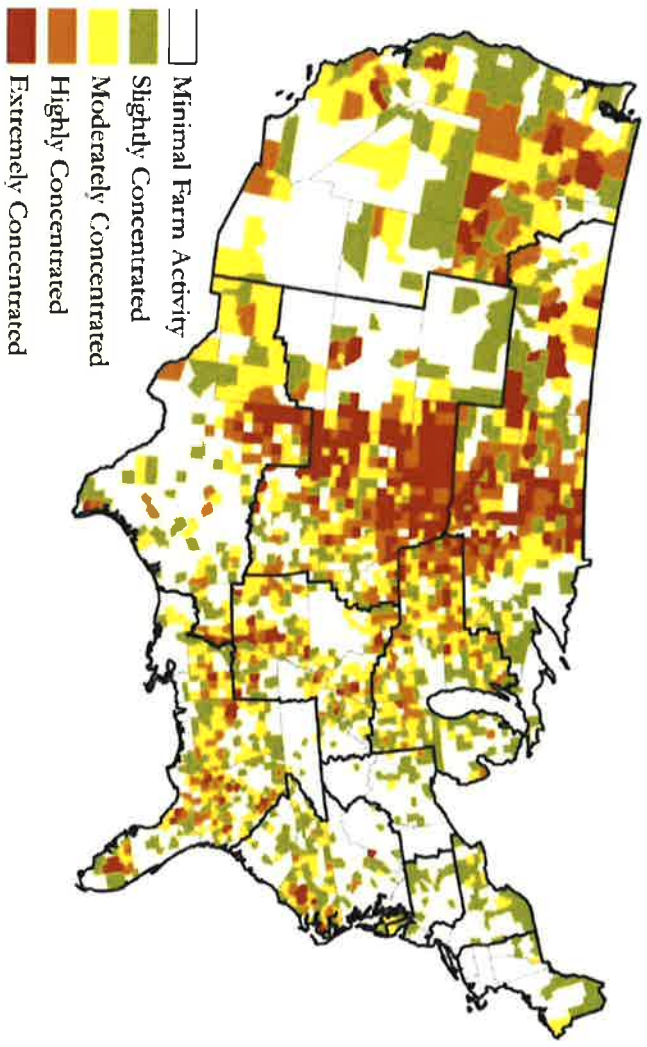 Minimal Farm Activity
Slightly Concentrated
Moderately Concentrated
Highly Concentrated
Extremely Concentrated